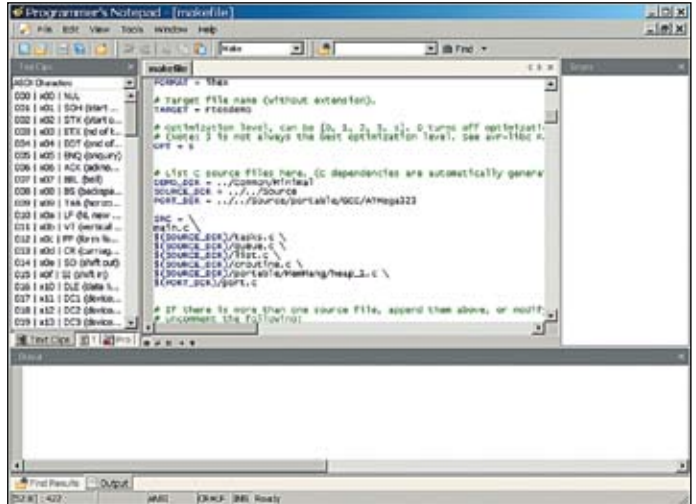 Programmer's Notepad - [makefile]
File Edit View Tools Window Help
Make
Find
Text Clips
makefile
ASCII Characters
000 | x00 | NUL
001 | x01 | SOH (start ...
002 | x02 | STX (start o...
003 | x03 | ETX (end of t...
004 | x04 | EOT (end of...
005 | x05 | ENQ (enquiry)
006 | x06 | ACK (ackno...
007 | x07 | BEL (bell)
008 | x08 | BS (backspa...
009 | x09 | TAB (horizo...
010 | x0a | LF (NL new ...
011 | x0b | VT (vertical ...
012 | x0c | FF (form fe...
013 | x0d | CR (carriag...
014 | x0e | SO (shift out)
015 | x0f | SI (shift in)
016 | x10 | DLE (data li...
017 | x11 | DC1 (device...
018 | x12 | DC2 (device...
019 | x13 | DC3 (device...
FORMAT = ihex
# Target file name (without extension).
TARGET = rtosdemo
# Optimization level, can be [0, 1, 2, 3, s]. 0 turns off optimizati
# (Note: 3 is not always the best optimization level. See avr-libc
OPT = s
# List C source files here. (C dependencies are automatically generat
DEMO_DIR = ../Common/Minimal
SOURCE_DIR = ../../Source
PORT_DIR = ../../Source/portable/GCC/ATMega323
SRC = \
main.c \
$(SOURCE_DIR)/tasks.c \
$(SOURCE_DIR)/queue.c \
$(SOURCE_DIR)/list.c \
$(SOURCE_DIR)/croutine.c \
$(SOURCE_DIR)/portable/MemMang/heap_1.c \
$(PORT_DIR)/port.c
# If there is more than one source file, append them above, or modif
# uncomment the following:
Text Clips
Pro
Output
Find Results
Output
ANSI
CR+LF
INS
Ready